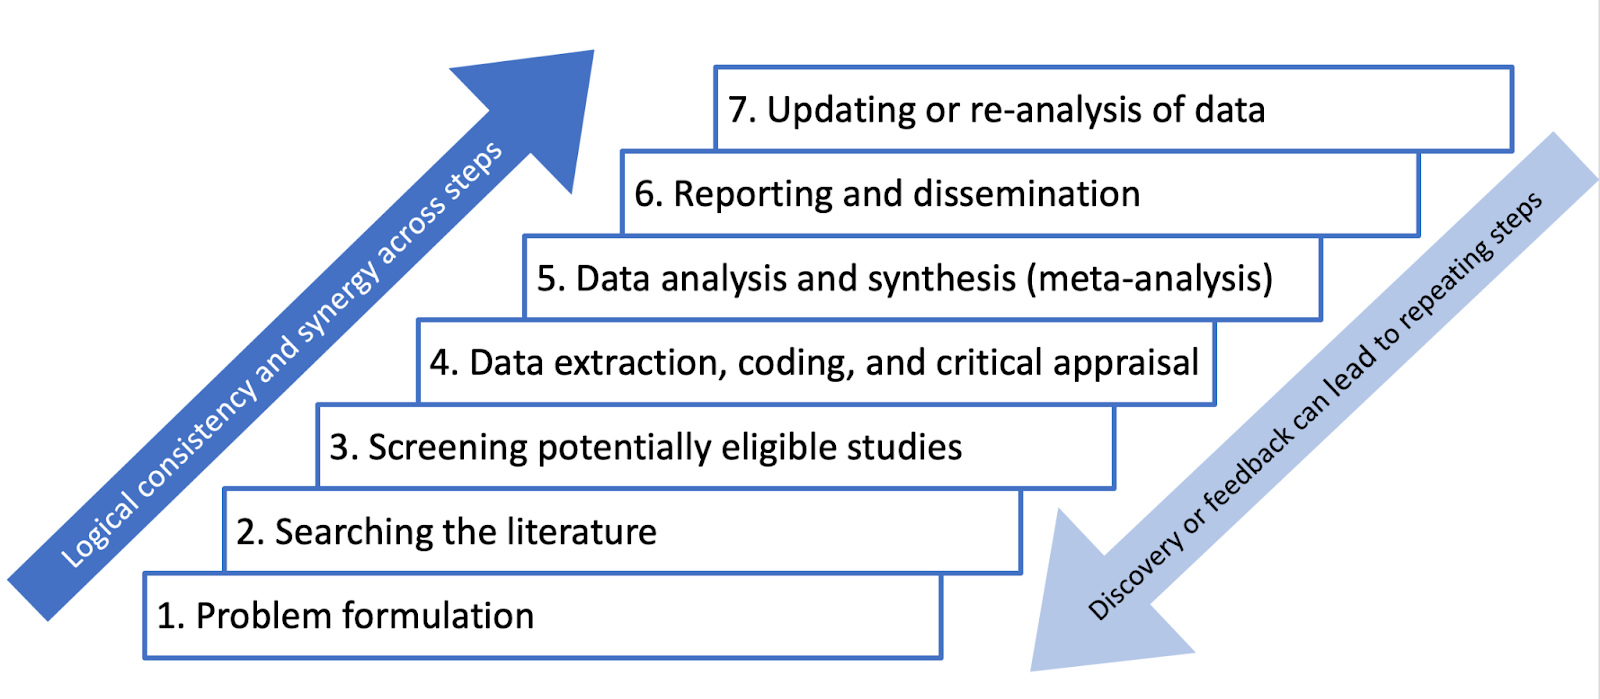 Logical consistency and synergy across steps
7. Updating or re-analysis of data
6. Reporting and dissemination
5. Data analysis and synthesis (meta-analysis)
4. Data extraction, coding, and critical appraisal
3. Screening potentially eligible studies
2. Searching the literature
1. Problem formulation
Discovery or feedback can lead to repeating steps